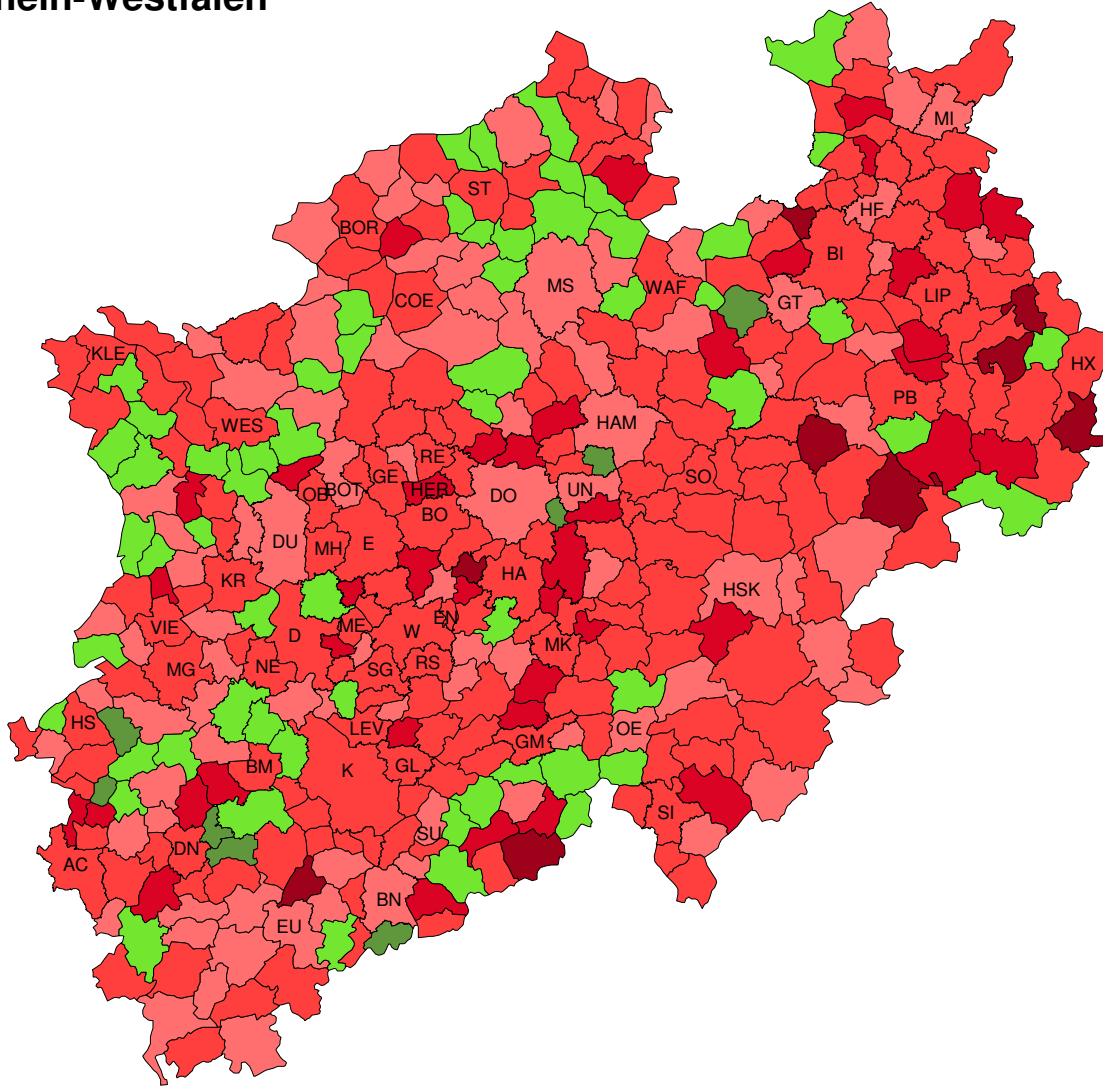 hein-Westfalen
MI
ST
HF
BOR
BI
MS
WAF
COE
GT
LIP
KLE
HX
PB
WES
HAM
RE
GE
SO
BOT
OB
HER
DO
UN
BO
DU
MH
E
HA
KR
HSK
EN
VIE
ME
D
W
MK
MG
NE
SG
RS
HS
LEV
OE
GM
BM
K
GL
SI
SU
DN
AC
BN
EU